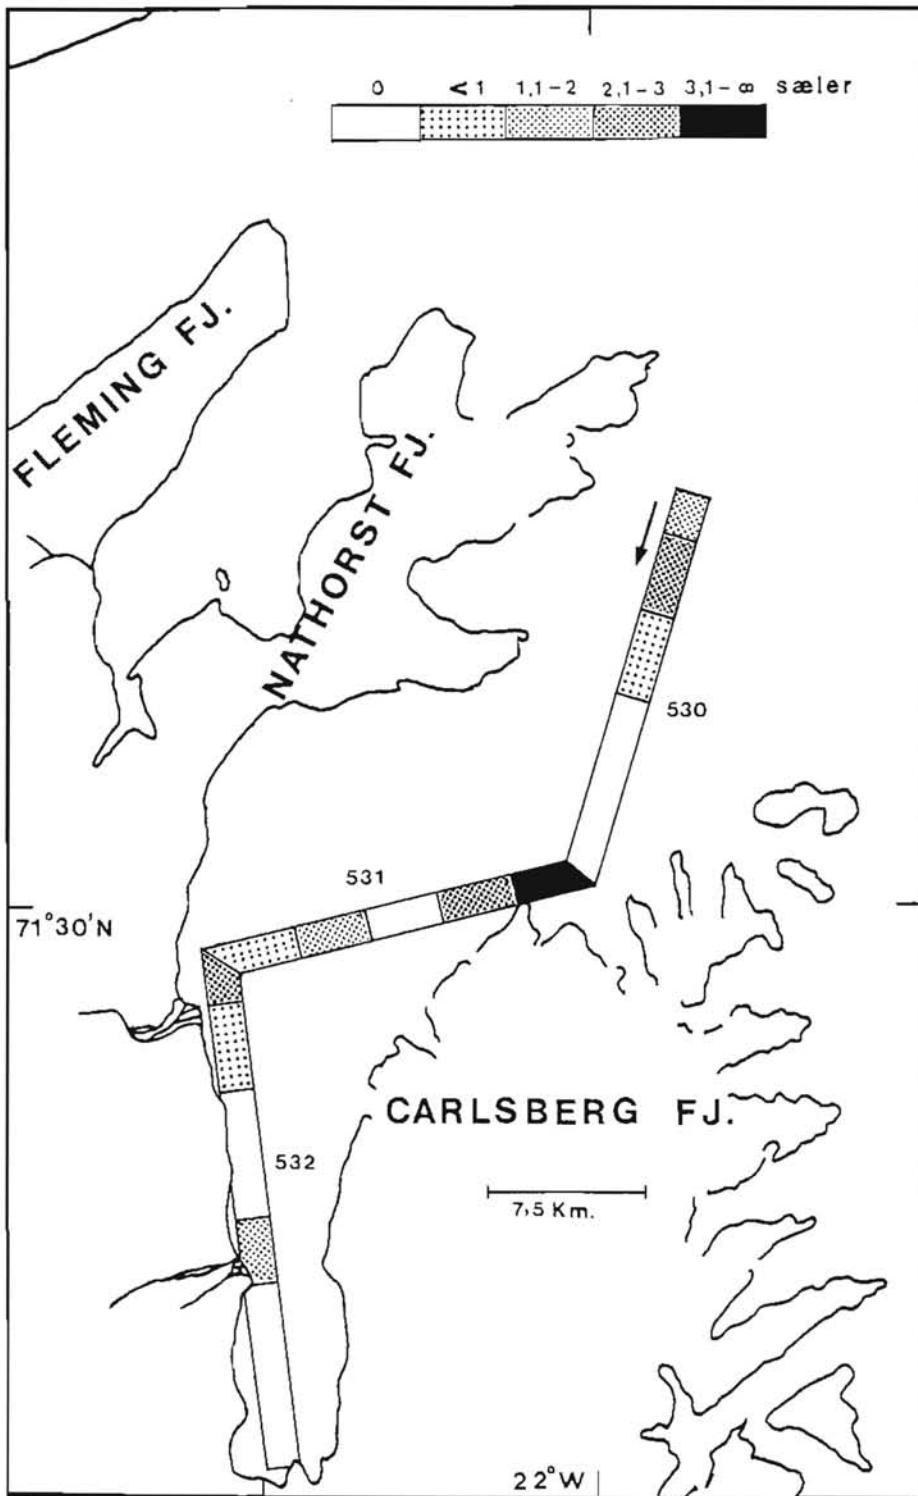 0 <1 1,1–2 2,1–3 3,1–∞ sæler
FLEMING FJ.
NATHORST FJ.
530
531
71°30'N
CARLSBERG FJ.
532
7,5 Km.
22°W